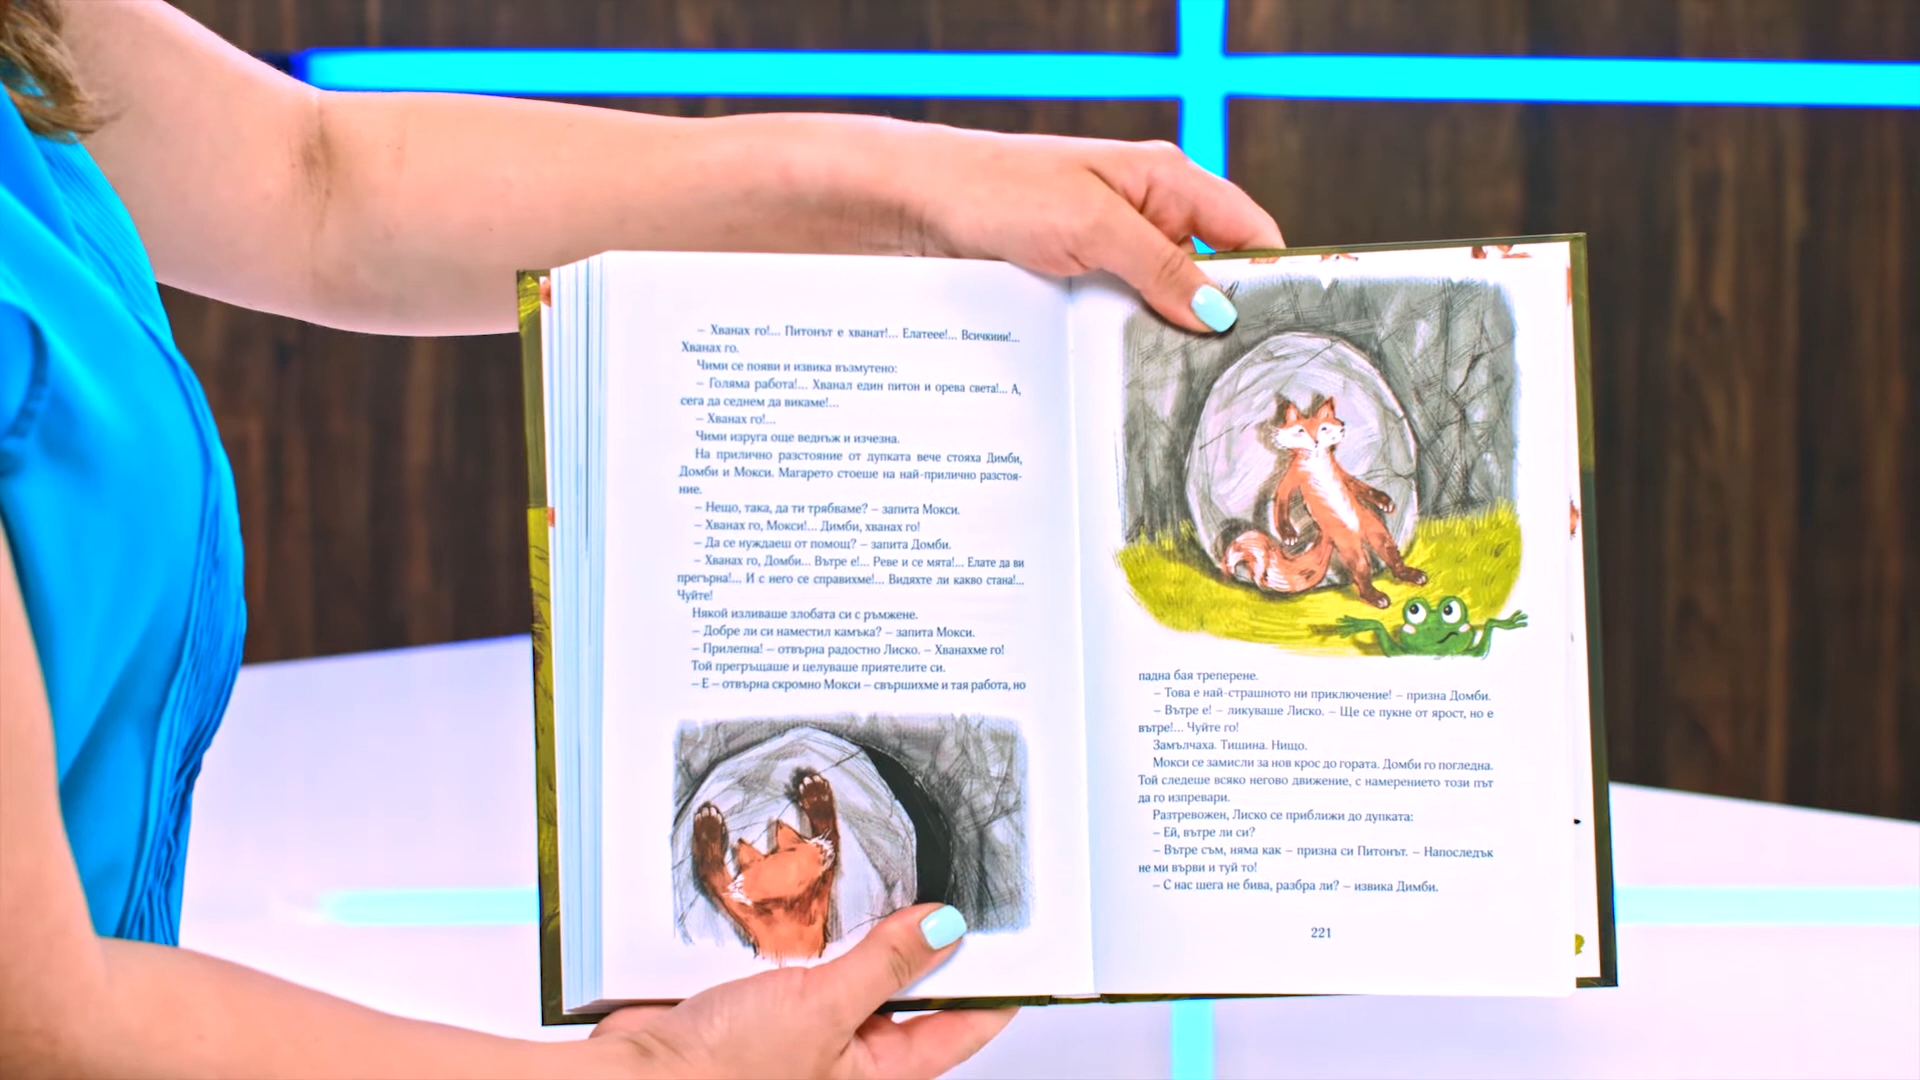 – Хванах го!... Питонът е хванат!... Елатеее!... Всичкиии!...
Хванах го.
Чими се появи и извика възмутено:
– Голяма работа!... Хванал един питон и орева света!... А,
сега да седнем да викаме!...
– Хванах го!...
Чими изруга още веднъж и изчезна.
На прилично разстояние от дупката вече стояха Димби,
Домби и Мокси. Магарето стоеше на най-прилично разстоя-
ние.
– Нещо, така, да ти трябваме? – запита Мокси.
– Хванах го, Мокси!... Димби, хванах го!
– Да се нуждаеш от помощ? – запита Домби.
– Хванах го, Домби... Вътре е!... Реве и се мята!... Елате да ви
прегърна!... И с него се справихме!... Видяхте ли какво стана!...
Чуйте!
Някой изливаше злобата си с ръмжене.
– Добре ли си наместил камъка? – запита Мокси.
– Прилепна! – отвърна радостно Лиско. – Хванахме го!
Той прегръщаше и целуваше приятелите си.
– Е – отвърна скромно Мокси – свършихме и тая работа, но
падна бая треперене.
– Това е най-страшното ни приключение! – призна Домби.
– Вътре е! – ликуваше Лиско. – Ще се пукне от ярост, но е
вътре!... Чуйте го!
Замълчаха. Тишина. Нищо.
Мокси се замисли за нов крос до гората. Домби го погледна.
Той следеше всяко негово движение, с намерението този път
да го изпревари.
Разтревожен, Лиско се приближи до дупката:
– Ей, вътре ли си?
– Вътре съм, няма как – призна си Питонът. – Напоследък
не ми върви и туй то!
– С нас шега не бива, разбра ли? – извика Димби.
221